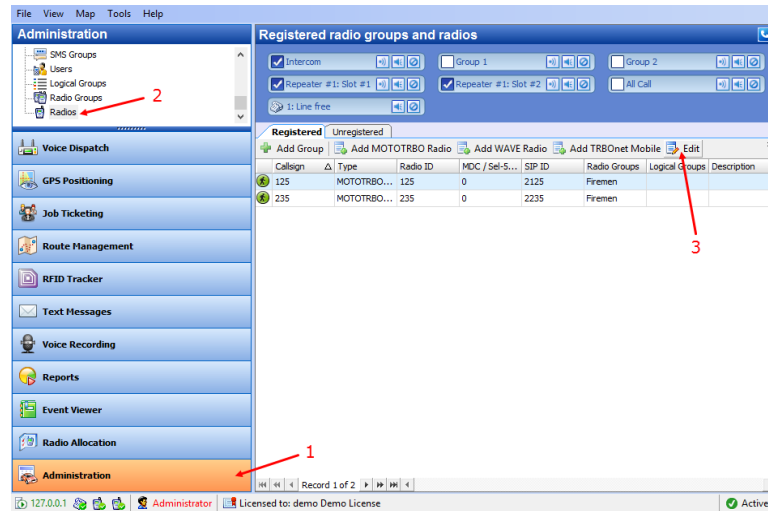 File View Map Tools Help
Administration
SMS Groups
Users
Logical Groups
Radio Groups
Radios
2
Voice Dispatch
GPS Positioning
Job Ticketing
Route Management
RFID Tracker
Text Messages
Voice Recording
Reports
Event Viewer
Radio Allocation
Administration
1
Registered radio groups and radios
Intercom Group 1 Group 2
Repeater #1: Slot #1 Repeater #1: Slot #2 All Call
1: Line free
Registered Unregistered
Add Group Add MOTOTRBO Radio Add WAVE Radio Add TRBOnet Mobile Edit
Callsign Type Radio ID MDC / Sel-5... SIP ID Radio Groups Logical Groups Description
125 MOTOTRBO... 125 0 2125 Firemen
235 MOTOTRBO... 235 0 2235 Firemen
3
Record 1 of 2
127.0.0.1 Administrator Licensed to: demo Demo License Active